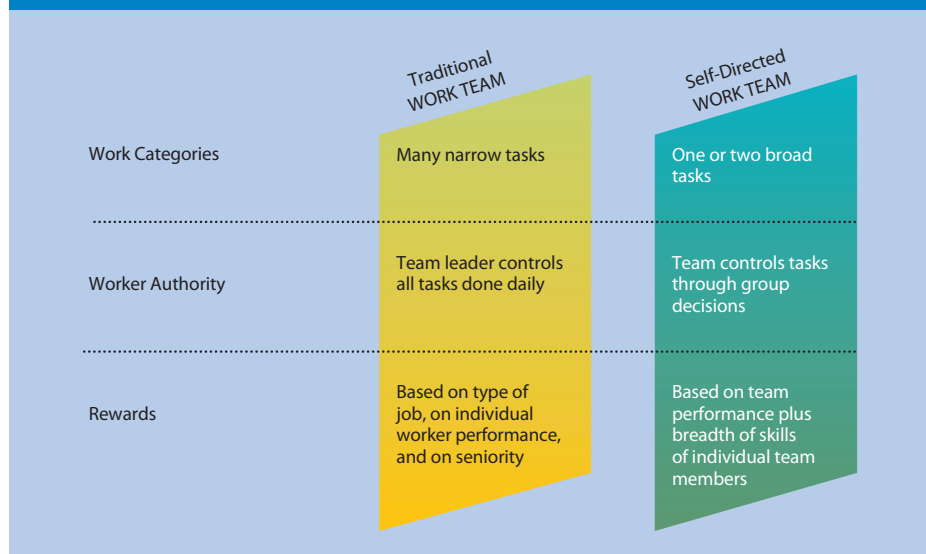 Traditional
WORK TEAM
Self-Directed
WORK TEAM
Work Categories
Many narrow tasks
One or two broad
tasks
Worker Authority
Team leader controls
all tasks done daily
Team controls tasks
through group
decisions
Rewards
Based on type of
job, on individual
worker performance,
and on seniority
Based on team
performance plus
breadth of skills
of individual team
members